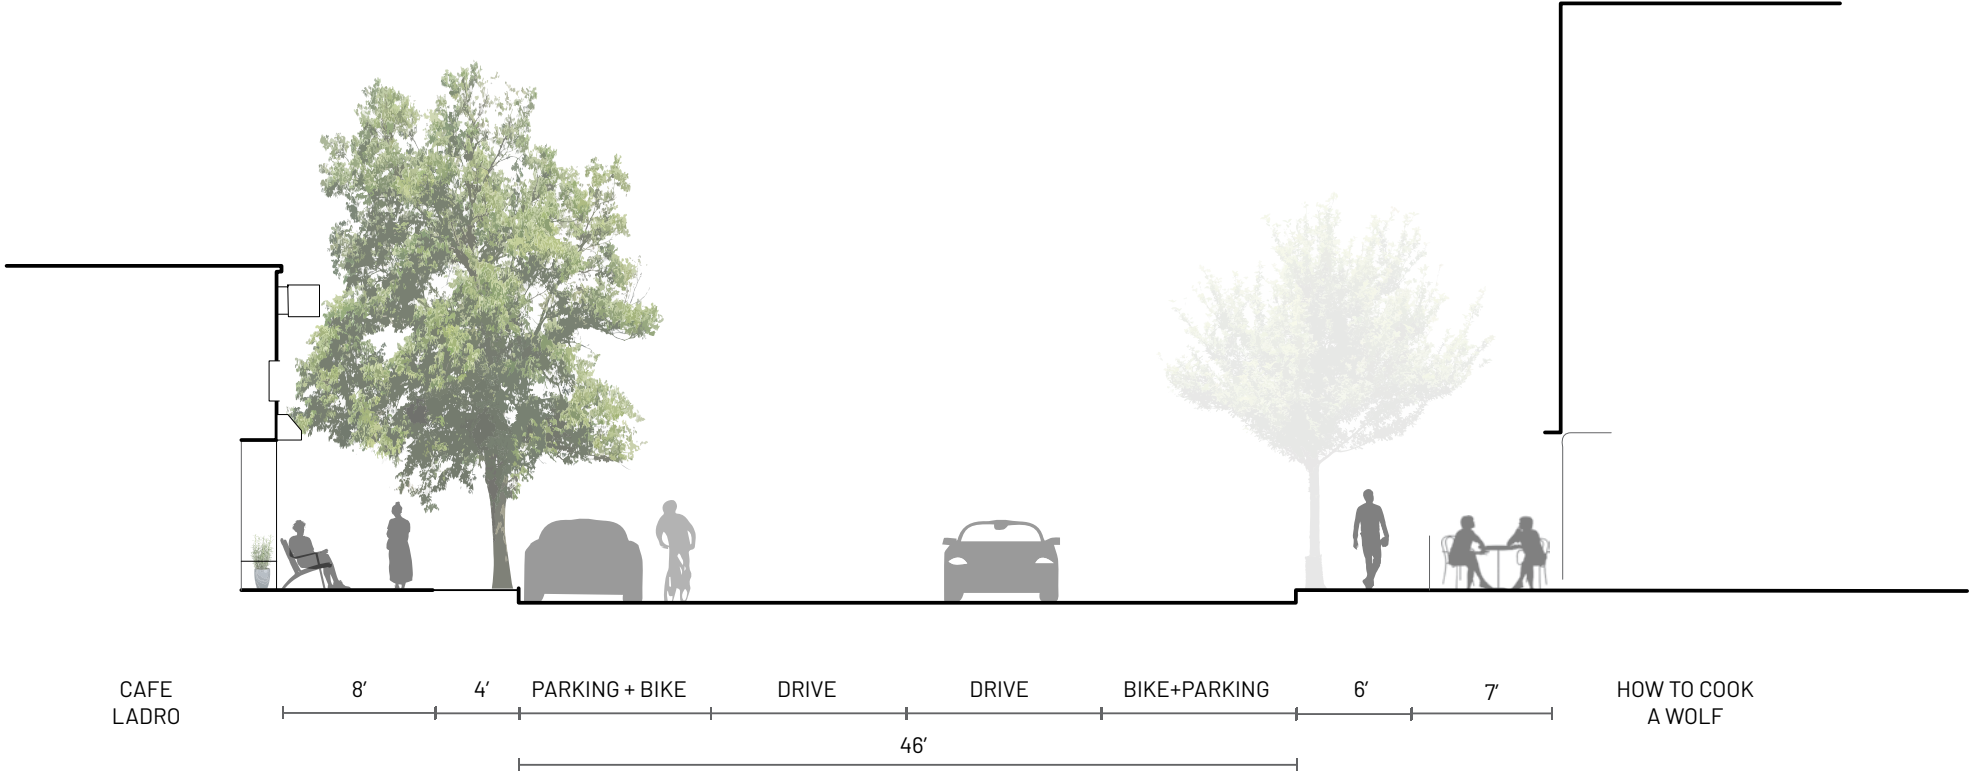 CAFE
LADRO
8’
4’
PARKING + BIKE
DRIVE
DRIVE
BIKE+PARKING
6’
7’
HOW TO COOK
A WOLF
46’